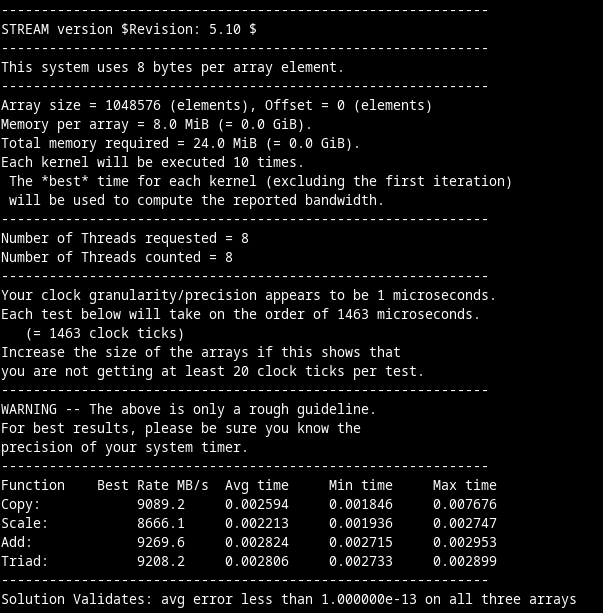 -------------------------------------------------------------
STREAM version $Revision: 5.10 $
-------------------------------------------------------------
This system uses 8 bytes per array element.
-------------------------------------------------------------
Array size = 1048576 (elements), Offset = 0 (elements)
Memory per array = 8.0 MiB (= 0.0 GiB).
Total memory required = 24.0 MiB (= 0.0 GiB).
Each kernel will be executed 10 times.
 The *best* time for each kernel (excluding the first iteration)
 will be used to compute the reported bandwidth.
-------------------------------------------------------------
Number of Threads requested = 8
Number of Threads counted = 8
-------------------------------------------------------------
Your clock granularity/precision appears to be 1 microseconds.
Each test below will take on the order of 1463 microseconds.
   (= 1463 clock ticks)
Increase the size of the arrays if this shows that
you are not getting at least 20 clock ticks per test.
-------------------------------------------------------------
WARNING -- The above is only a rough guideline.
For best results, please be sure you know the
precision of your system timer.
-------------------------------------------------------------
Function    Best Rate MB/s  Avg time     Min time     Max time
Copy:            9089.2     0.002594     0.001846     0.007676
Scale:           8666.1     0.002213     0.001936     0.002747
Add:             9269.6     0.002824     0.002715     0.002953
Triad:           9208.2     0.002806     0.002733     0.002899
-------------------------------------------------------------
Solution Validates: avg error less than 1.000000e-13 on all three arrays